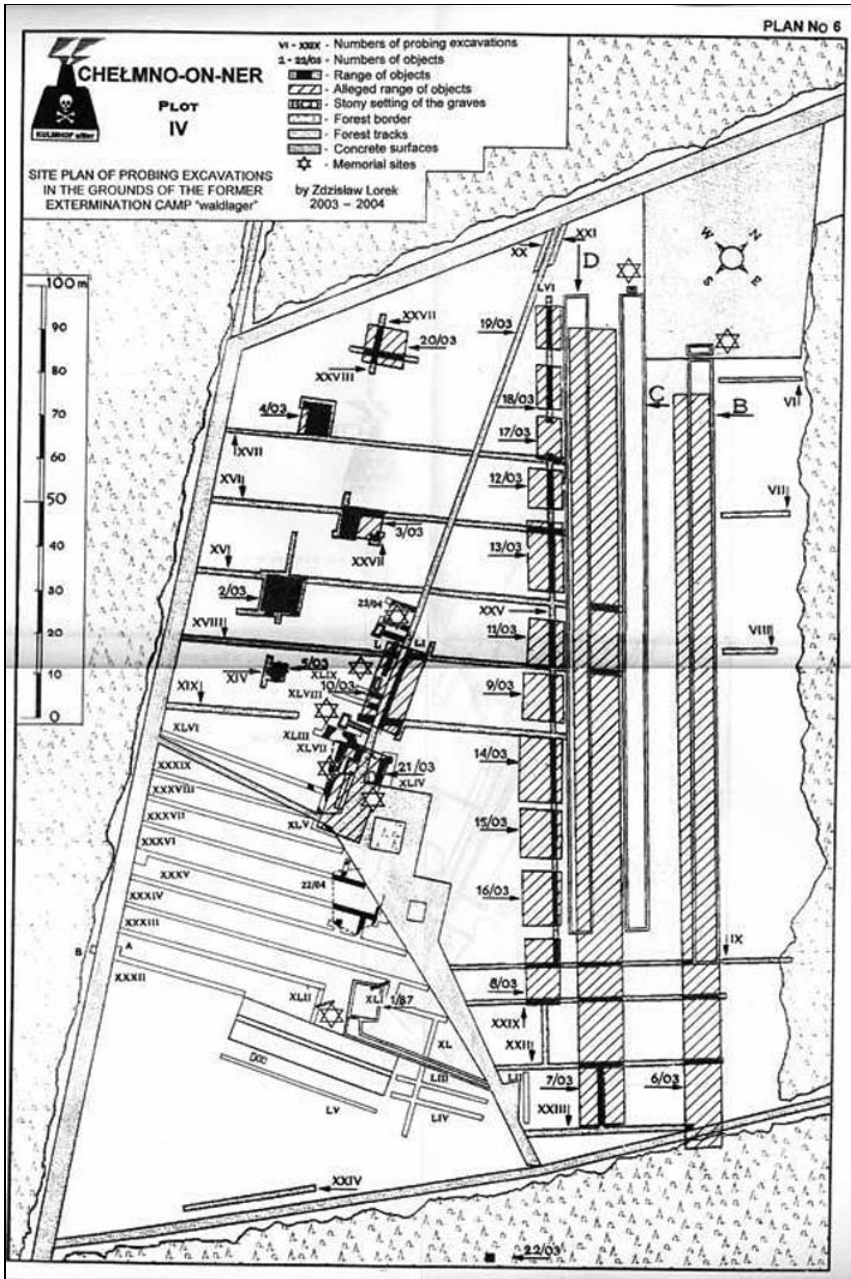 PLAN No 6
CHEŁMNO-ON-NER
PLOT
IV
KULMHOF
SITE PLAN OF PROBING EXCAVATIONS
IN THE GROUNDS OF THE FORMER
EXTERMINATION CAMP "waldlager"
VI - XXIX - Numbers of probing excavations
2 - 22/03 - Numbers of objects
- Range of objects
- Alleged range of objects
- Stony setting of the graves
- Forest border
- Forest tracks
- Concrete surfaces
- Memorial sites
by Zdzisław Lorek
2003 – 2004
XX
XXI
D
N
W
S
E
LVI
100 m
90
80
70
60
50
40
30
20
10
0
XXVII
20/03
XXVIII
19/03
18/03
17/03
4/03
XVII
C
B
VI
12/03
XVI
3/03
XXVII
13/03
VII
XV
2/03
23/04
XXV
11/03
XVIII
VIII
5/03
XIV
XLIX
10/03
XLVIII
9/03
XIX
XLVI
XLIII
XLVII
14/03
21/03
XLIV
XXXIX
XXXVIII
XLV
15/03
XXXVII
XXXVI
XXXV
22/04
16/03
XXXIV
XXXIII
B
A
IX
XXXII
XLII
XLI
1/87
8/03
XXIX
XL
XXII
LII
LIII
7/03
6/03
LV
LIV
XXIII
XXIV
22/03